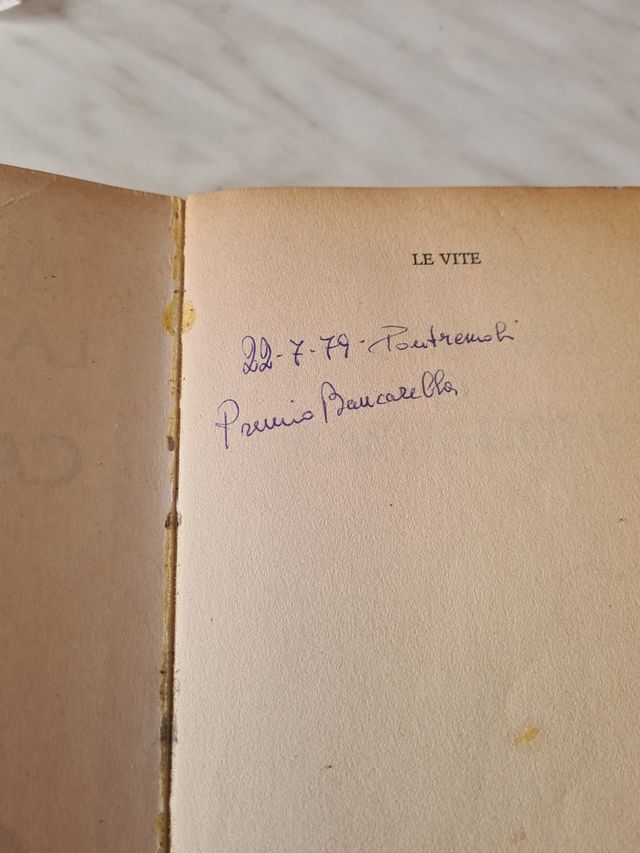 LE VITE
22-7-79- Pontremoli
Premio Bancarella